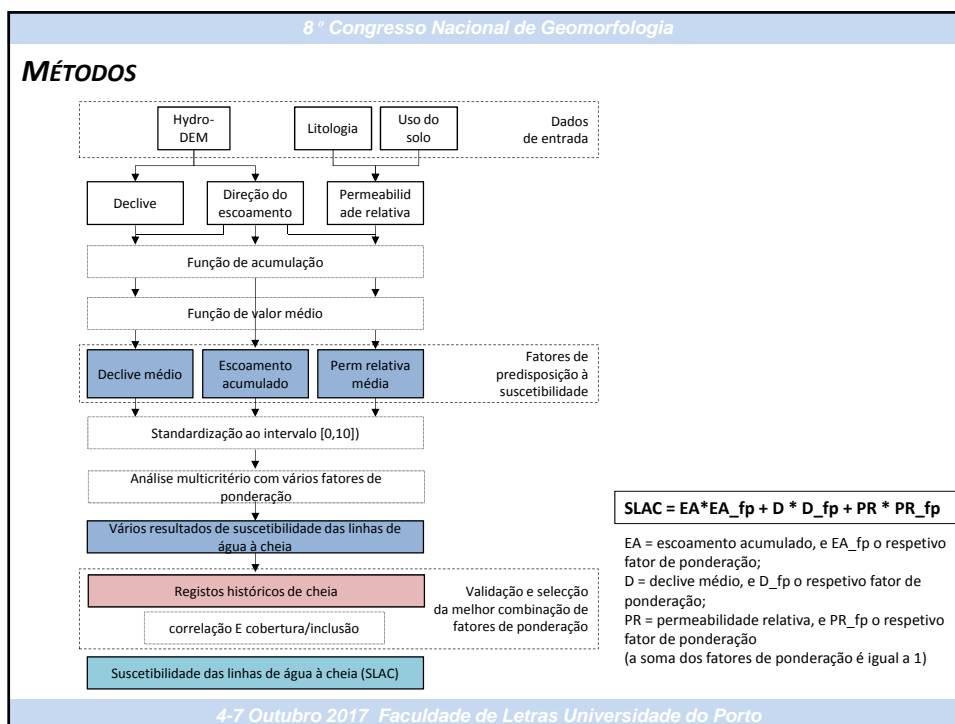 8º Congresso Nacional de Geomorfologia
MÉTODOS
Hydro-
DEM
Litologia
Uso do
solo
Dados
de entrada
Declive
Direção do
escoamento
Permeabilid
ade relativa
Função de acumulação
Função de valor médio
Declive médio
Escoamento
acumulado
Perm relativa
média
Fatores de
predisposição à
suscetibilidade
Standardização ao intervalo [0,10])
Análise multicritério com vários fatores de
ponderação
Vários resultados de suscetibilidade das linhas de
água à cheia
Registos históricos de cheia
correlação E cobertura/inclusão
Validação e selecção
da melhor combinação de
fatores de ponderação
Suscetibilidade das linhas de água à cheia (SLAC)
SLAC = EA*EA_fp + D * D_fp + PR * PR_fp
EA = escoamento acumulado, e EA_fp o respetivo
fator de ponderação;
D = declive médio, e D_fp o respetivo fator de
ponderação;
PR = permeabilidade relativa, e PR_fp o respetivo
fator de ponderação
(a soma dos fatores de ponderação é igual a 1)
4-7 Outubro 2017 Faculdade de Letras Universidade do Porto